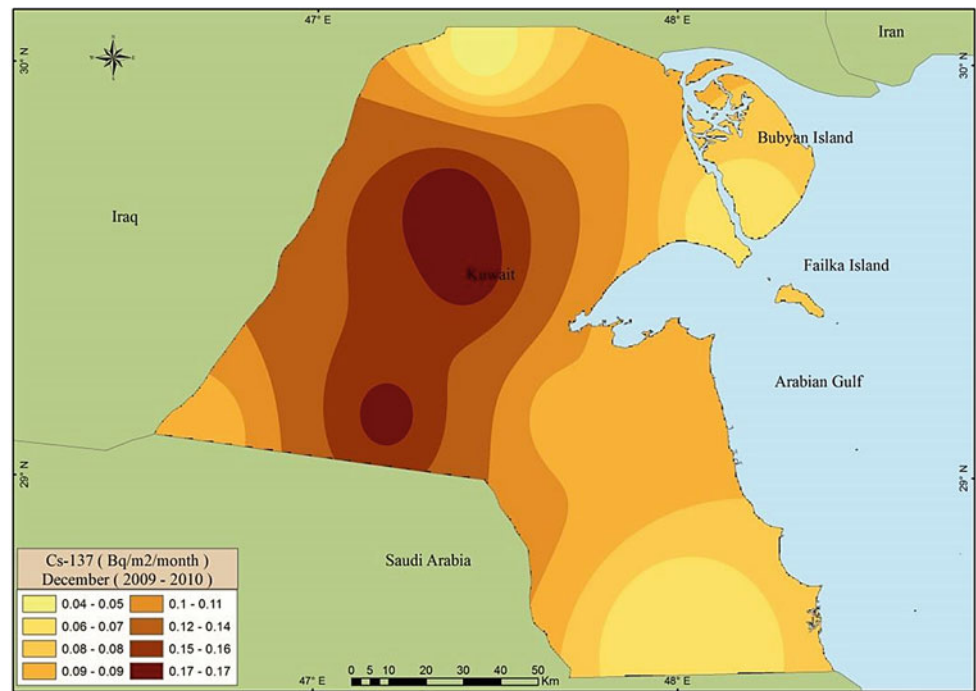 47° E
48° E
Iran
30° N
30° N
Bubyan Island
Iraq
Failka Island
Kuwait
Arabian Gulf
29° N
29° N
Saudi Arabia
Cs-137 ( Bq/m2/month )
December ( 2009 - 2010 )
0.04 - 0.05
0.1 - 0.11
0.06 - 0.07
0.12 - 0.14
0.08 - 0.08
0.15 - 0.16
0.09 - 0.09
0.17 - 0.17
0 5 10 20 30 40 50
Km
47° E
48° E